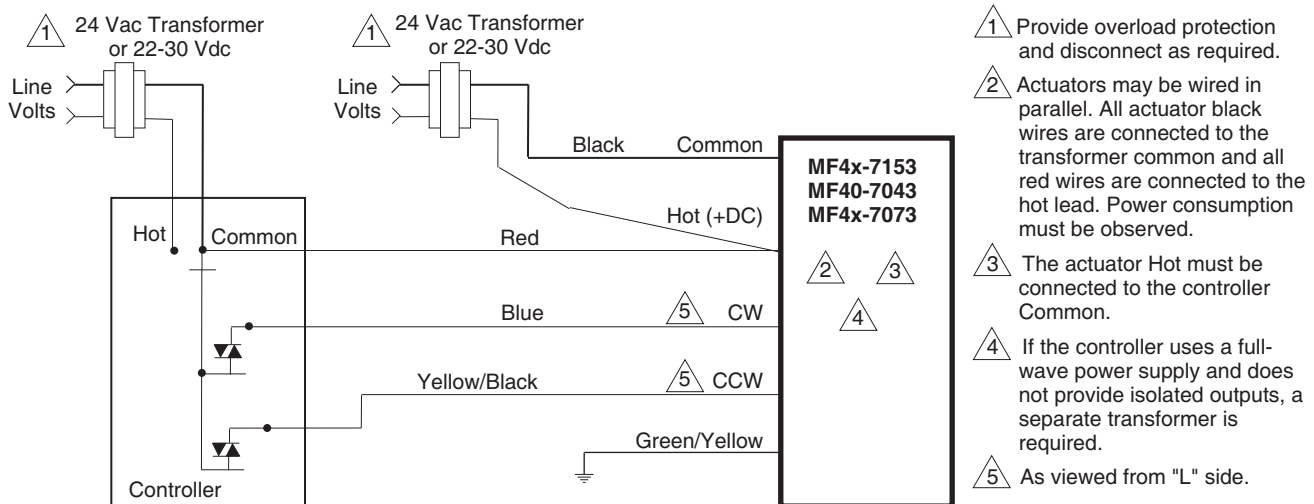 1
24 Vac Transformer
or 22-30 Vdc
Line
Volts
1
24 Vac Transformer
or 22-30 Vdc
Line
Volts
Black
Common
Hot (+DC)
Hot
Common
Red
Blue
5
CW
Yellow/Black
5
CCW
Green/Yellow
Controller
MF4x-7153
MF40-7043
MF4x-7073
2
3
4
1 Provide overload protection
and disconnect as required.
2 Actuators may be wired in
parallel. All actuator black
wires are connected to the
transformer common and all
red wires are connected to the
hot lead. Power consumption
must be observed.
3 The actuator Hot must be
connected to the controller
Common.
4 If the controller uses a full-
wave power supply and does
not provide isolated outputs, a
separate transformer is
required.
5 As viewed from "L" side.